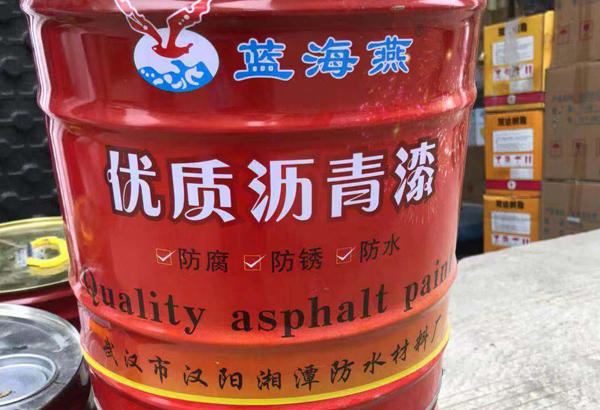 蓝海燕
优质沥青漆
防腐 防锈 防水
Quality asphalt paint
武汉市汉阳湘潭防水材料厂